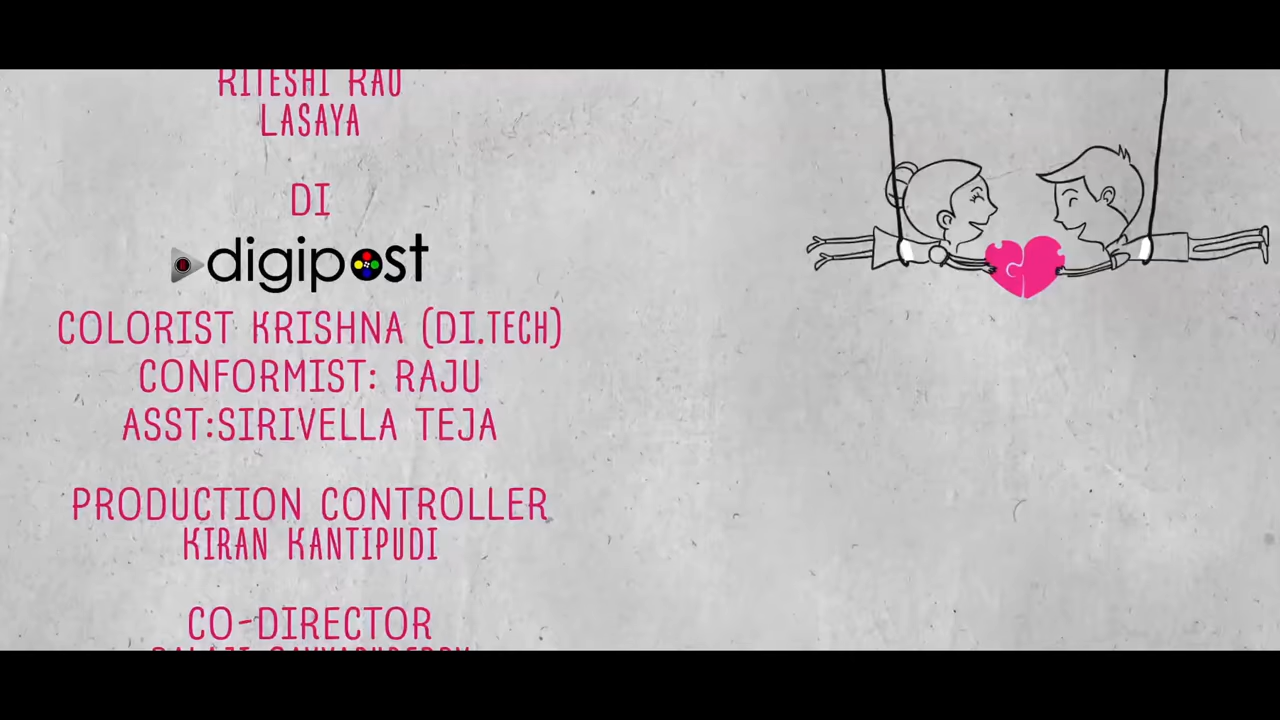 RITESHI RAO
LASAYA
DI
digipost
COLORIST KRISHNA (DI.TECH)
CONFORMIST: RAJU
ASST:SIRIVELLA TEJA
PRODUCTION CONTROLLER
KIRAN KANTIPUDI
CO-DIRECTOR